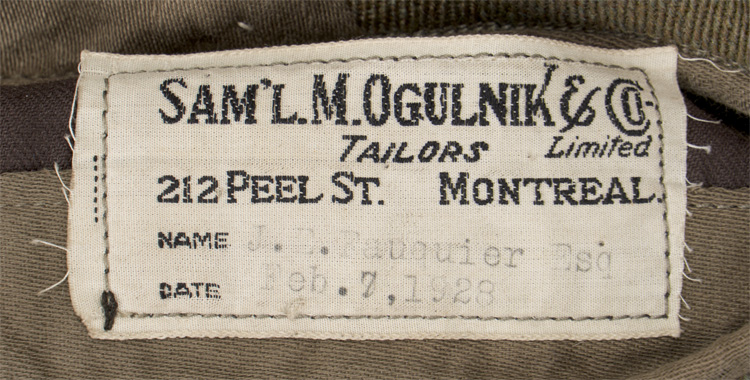 SAM'L. M. OGULNIK & CO.
TAILORS Limited
212 PEEL ST. MONTREAL.
NAME J. E. Fauquier Esq
DATE Feb. 7, 1928